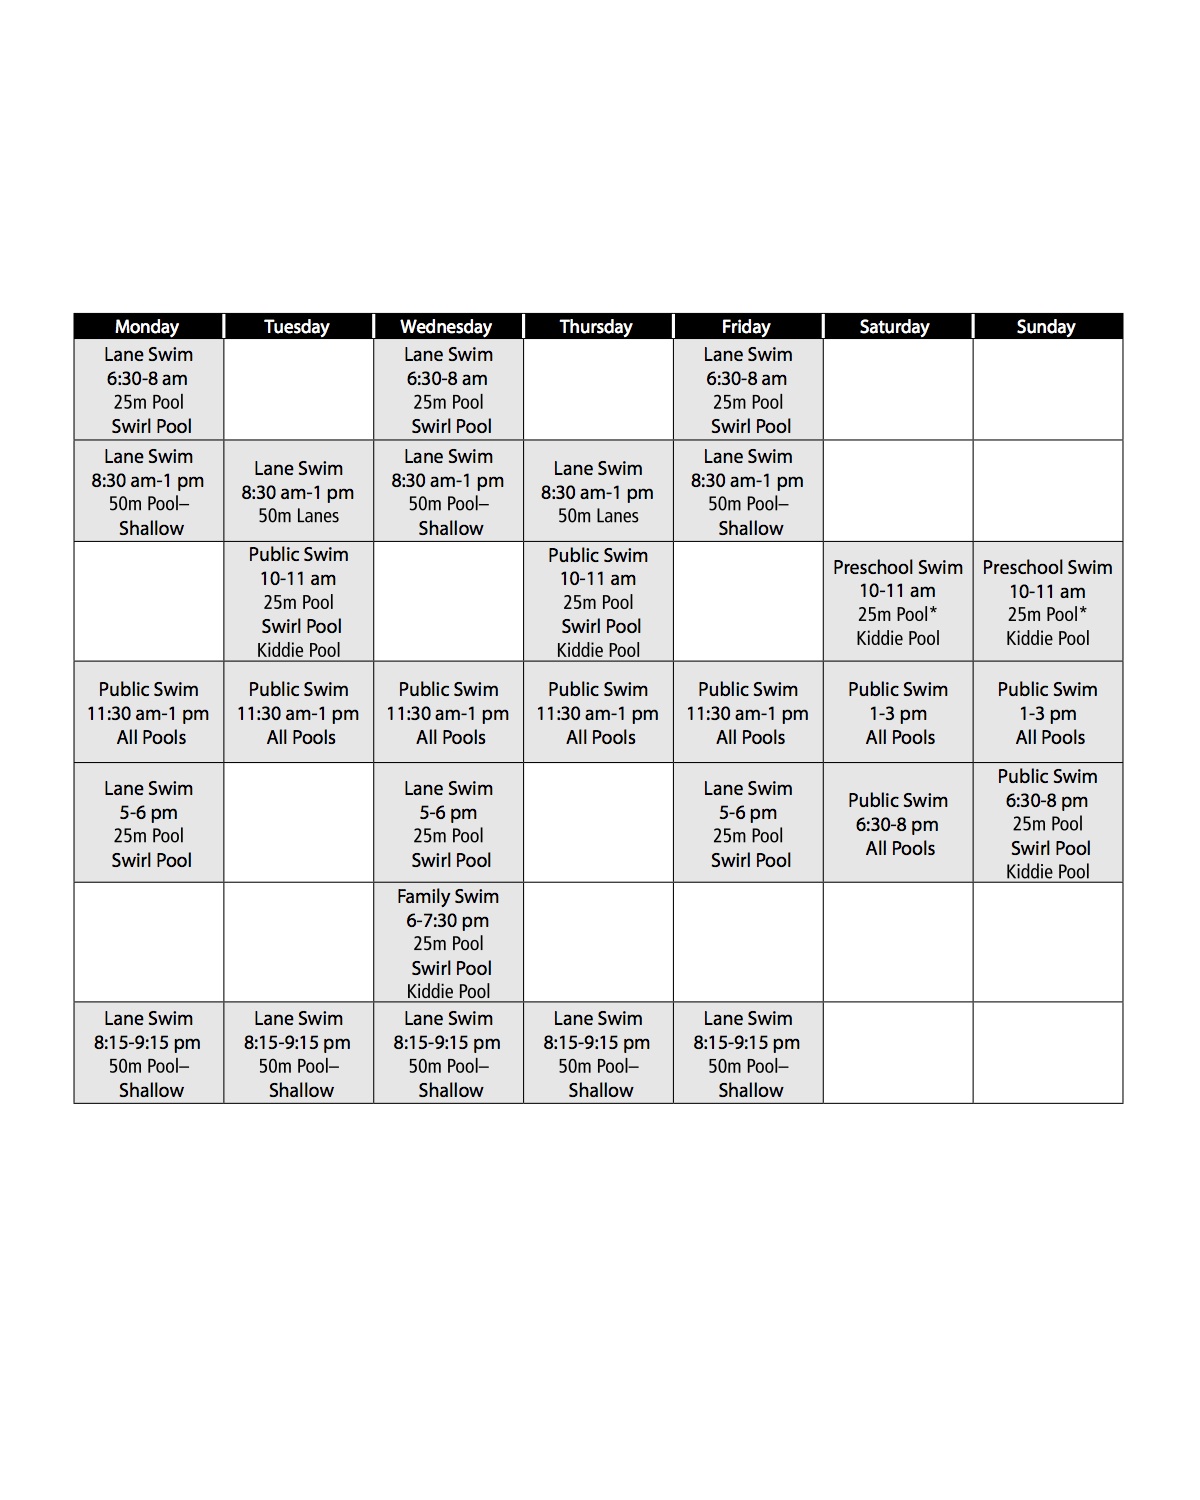 Monday Tuesday Wednesday Thursday Friday Saturday Sunday
Lane Swim
6:30-8 am
25m Pool
Swirl Pool
Lane Swim
6:30-8 am
25m Pool
Swirl Pool
Lane Swim
6:30-8 am
25m Pool
Swirl Pool
Lane Swim
8:30 am-1 pm
50m Pool–
Shallow
Lane Swim
8:30 am-1 pm
50m Lanes
Lane Swim
8:30 am-1 pm
50m Pool–
Shallow
Lane Swim
8:30 am-1 pm
50m Lanes
Lane Swim
8:30 am-1 pm
50m Pool–
Shallow
Public Swim
10-11 am
25m Pool
Swirl Pool
Kiddie Pool
Public Swim
10-11 am
25m Pool
Swirl Pool
Kiddie Pool
Preschool Swim
10-11 am
25m Pool*
Kiddie Pool
Preschool Swim
10-11 am
25m Pool*
Kiddie Pool
Public Swim
11:30 am-1 pm
All Pools
Public Swim
11:30 am-1 pm
All Pools
Public Swim
11:30 am-1 pm
All Pools
Public Swim
11:30 am-1 pm
All Pools
Public Swim
11:30 am-1 pm
All Pools
Public Swim
1-3 pm
All Pools
Public Swim
1-3 pm
All Pools
Lane Swim
5-6 pm
25m Pool
Swirl Pool
Lane Swim
5-6 pm
25m Pool
Swirl Pool
Lane Swim
5-6 pm
25m Pool
Swirl Pool
Public Swim
6:30-8 pm
All Pools
Public Swim
6:30-8 pm
25m Pool
Swirl Pool
Kiddie Pool
Family Swim
6-7:30 pm
25m Pool
Swirl Pool
Kiddie Pool
Lane Swim
8:15-9:15 pm
50m Pool–
Shallow
Lane Swim
8:15-9:15 pm
50m Pool–
Shallow
Lane Swim
8:15-9:15 pm
50m Pool–
Shallow
Lane Swim
8:15-9:15 pm
50m Pool–
Shallow
Lane Swim
8:15-9:15 pm
50m Pool–
Shallow